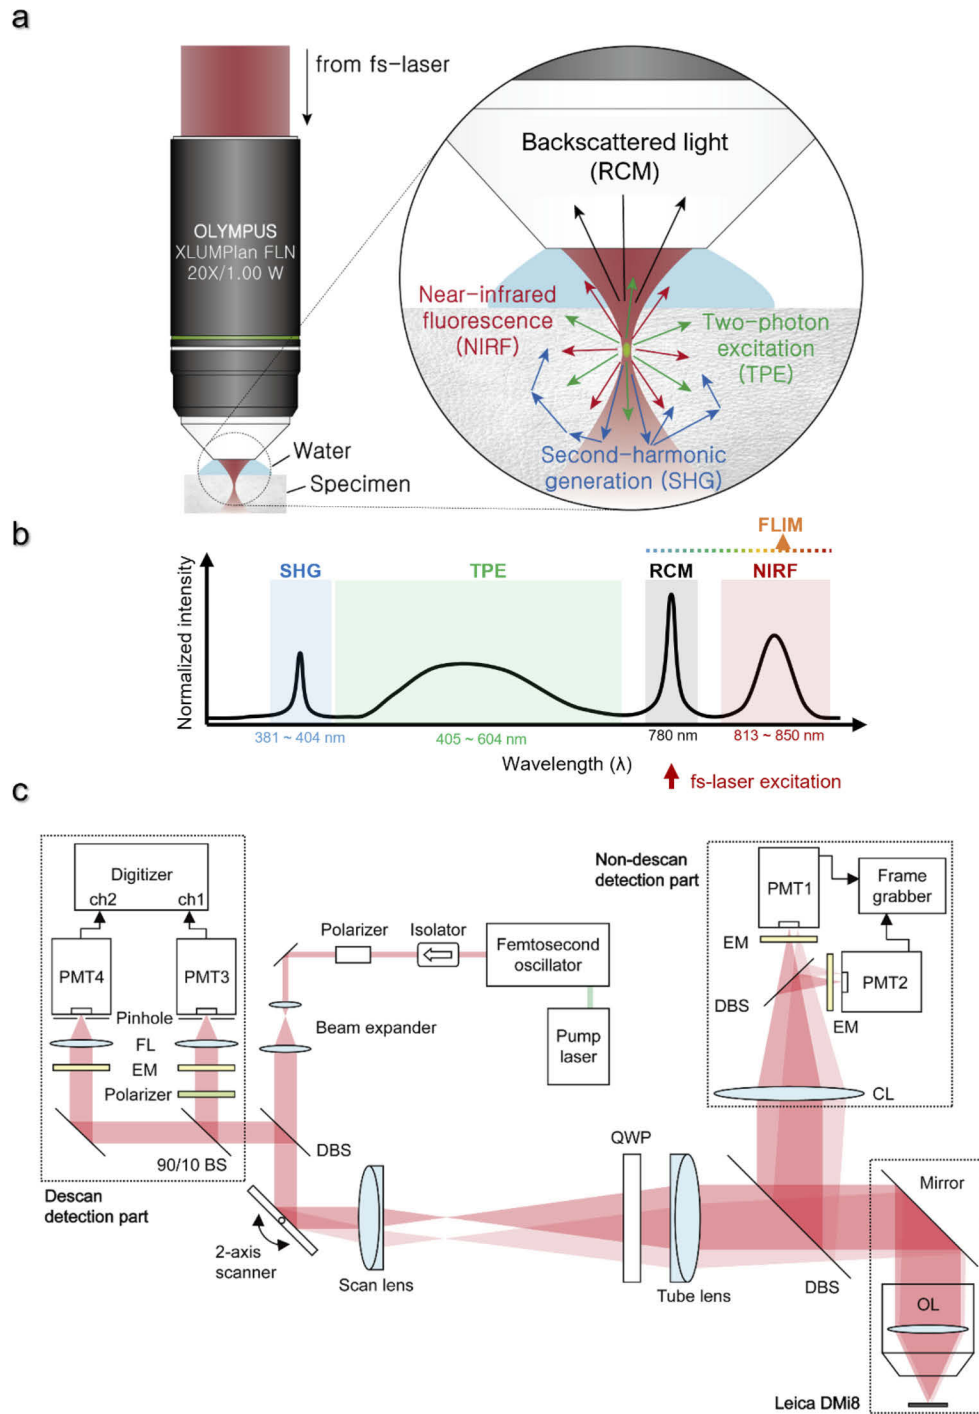 a
from fs-laser
OLYMPUS
XLUMPlan FLN
20X/1.00 W
Water
Specimen
Backscattered light
(RCM)
Near-infrared
fluorescence
(NIRF)
Two-photon
excitation
(TPE)
Second-harmonic
generation (SHG)
b
FLIM
SHG
TPE
RCM
NIRF
Normalized intensity
381 ~ 404 nm
405 ~ 604 nm
780 nm
813 ~ 850 nm
Wavelength (λ)
fs-laser excitation
c
Digitizer
ch2
ch1
PMT4
PMT3
Pinhole
FL
EM
Polarizer
90/10 BS
Descan
detection part
Polarizer
Isolator
Femtosecond
oscillator
Beam expander
Pump
laser
DBS
2-axis
scanner
Scan lens
QWP
Tube lens
DBS
Non-descan
detection part
PMT1
Frame
grabber
EM
PMT2
DBS
EM
CL
Mirror
OL
Leica DMi8